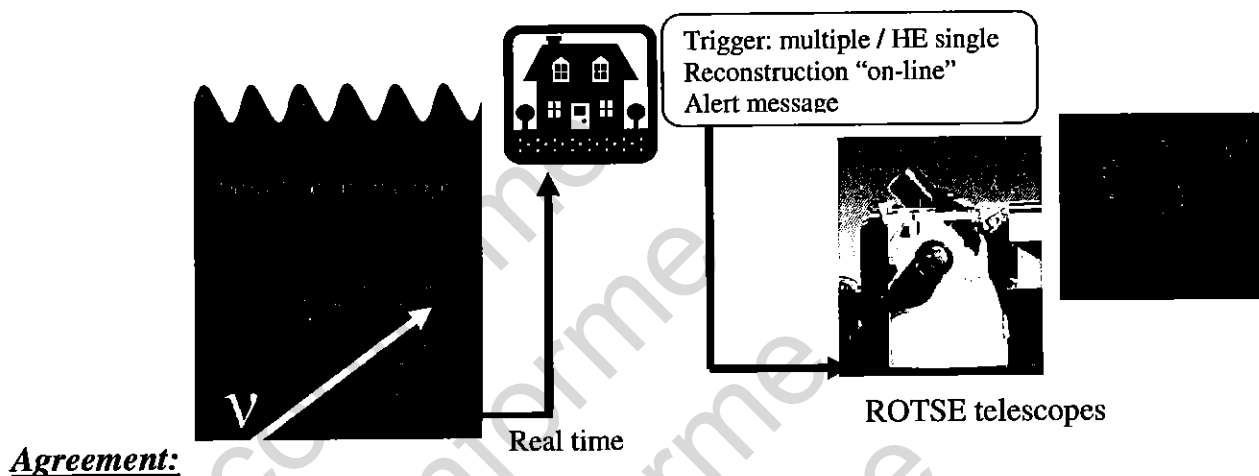 Trigger: multiple / HE single
Reconstruction "on-line"
Alert message
ν
Real time
ROTSE telescopes
Agreement: